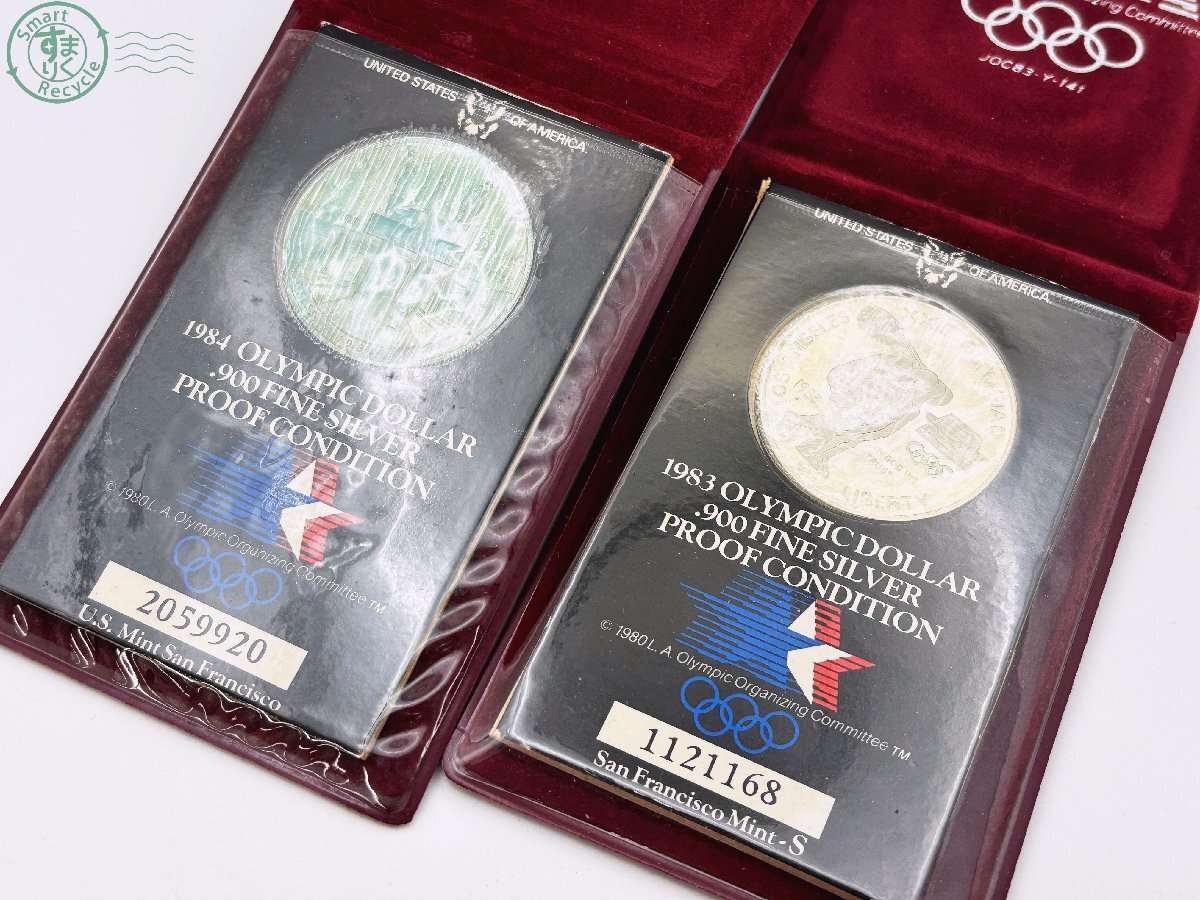 Smart
すまりく
Recycle
UNITED STATES OF AMERICA
1984 OLYMPIC DOLLAR
.900 FINE SILVER
PROOF CONDITION
© 1980 L. A. Olympic Organizing Committee ™
2059920
U.S. Mint San Francisco
Organizing Committee
JOC83-Y-141
UNITED STATES OF AMERICA
LOS ANGELES XXIII OLYMPIAD
LIBERTY
1983 OLYMPIC DOLLAR
.900 FINE SILVER
PROOF CONDITION
© 1980 L. A. Olympic Organizing Committee ™
1121168
San Francisco Mint - S